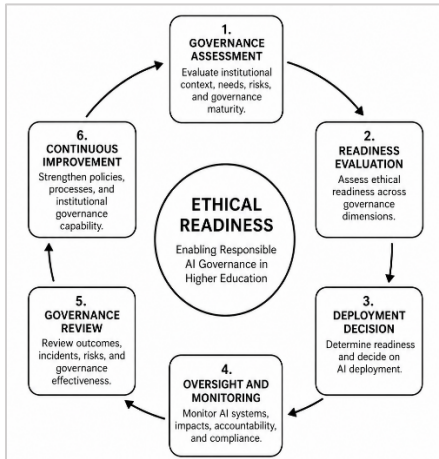 1.
GOVERNANCE
ASSESSMENT
Evaluate institutional
context, needs, risks,
and governance
maturity.
2.
READINESS
EVALUATION
Assess ethical
readiness across
governance
dimensions.
3.
DEPLOYMENT
DECISION
Determine readiness
and decide on
AI deployment.
4.
OVERSIGHT AND
MONITORING
Monitor AI systems,
impacts, accountability,
and compliance.
5.
GOVERNANCE
REVIEW
Review outcomes,
incidents, risks, and
governance
effectiveness.
6.
CONTINUOUS
IMPROVEMENT
Strengthen policies,
processes, and
institutional
governance
capability.
ETHICAL
READINESS
Enabling Responsible
AI Governance in
Higher Education